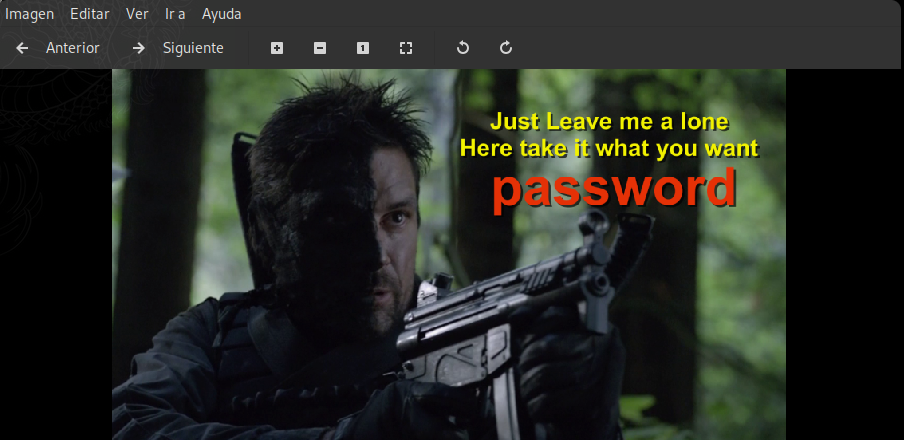 Imagen Editar Ver Ir a Ayuda
Anterior Siguiente 1
Just Leave me a lone
Here take it what you want
password